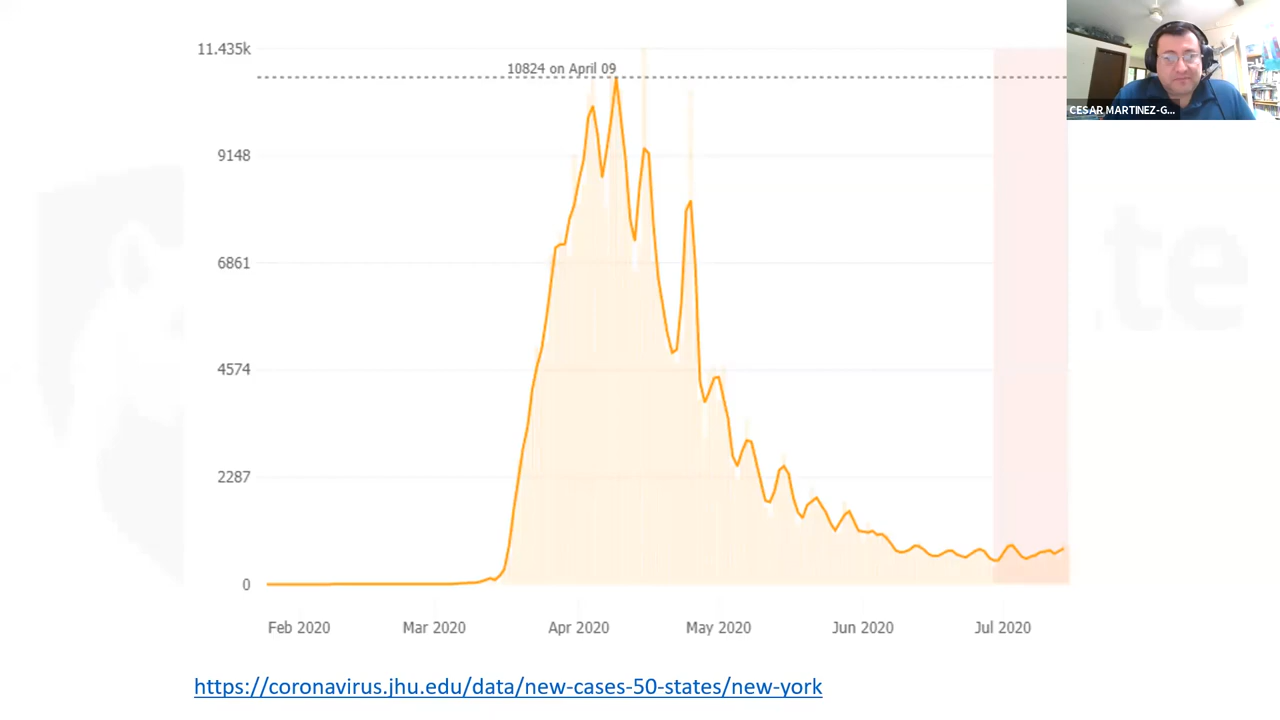 11.435k
10824 on April 09
CESAR MARTINEZ-G...
9148
6861
te
4574
2287
0
Feb 2020 Mar 2020 Apr 2020 May 2020 Jun 2020 Jul 2020
https://coronavirus.jhu.edu/data/new-cases-50-states/new-york